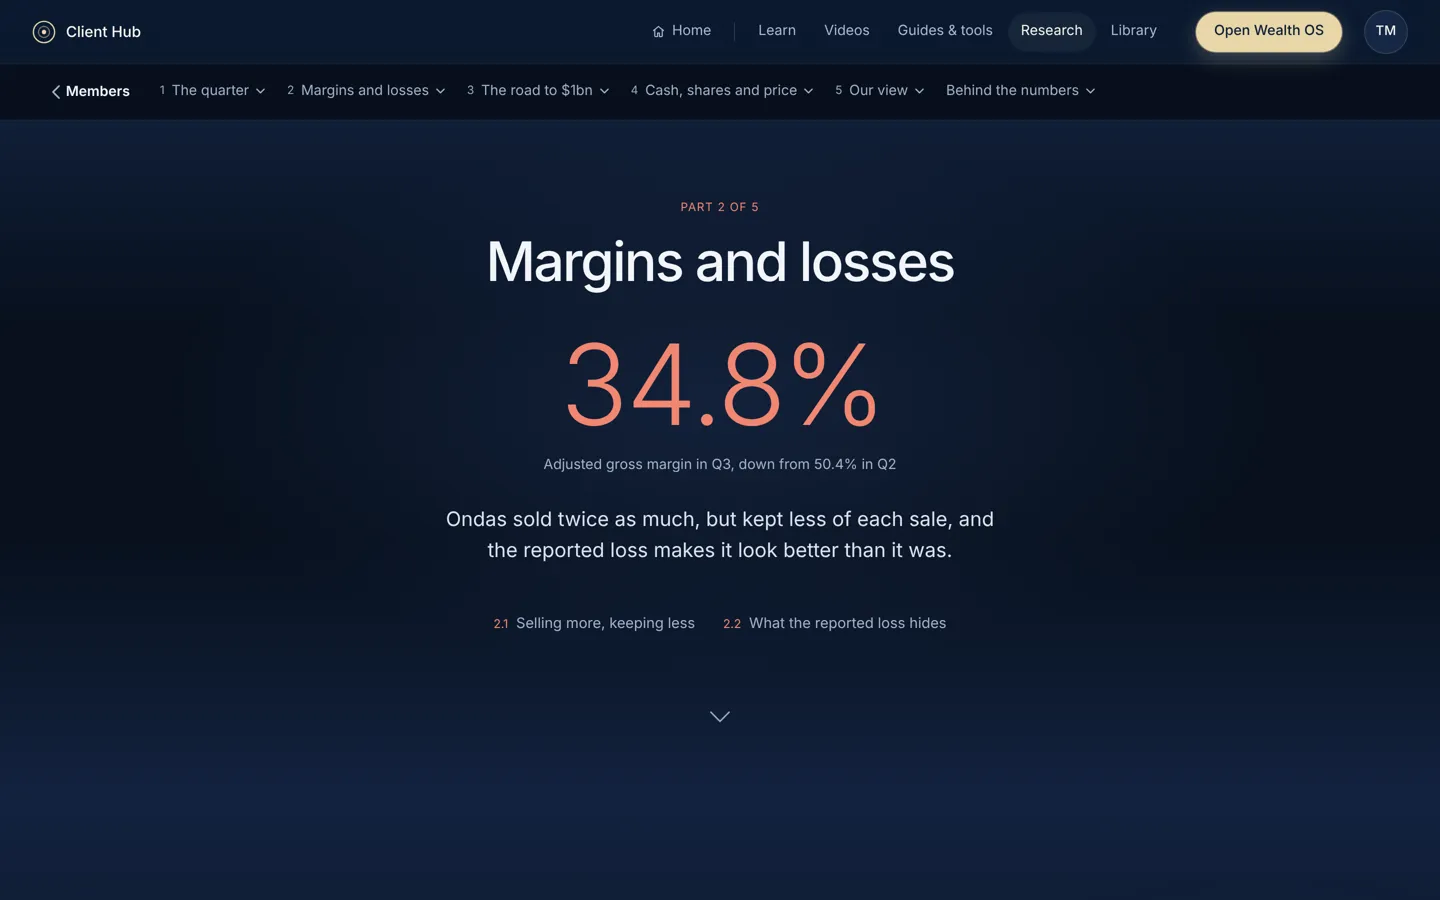 Client Hub
Home
Learn
Videos
Guides & tools
Research
Library
Open Wealth OS
TM
Members
1 The quarter
2 Margins and losses
3 The road to $1bn
4 Cash, shares and price
5 Our view
Behind the numbers
PART 2 OF 5
Margins and losses
34.8%
Adjusted gross margin in Q3, down from 50.4% in Q2
Ondas sold twice as much, but kept less of each sale, and
the reported loss makes it look better than it was.
2.1 Selling more, keeping less
2.2 What the reported loss hides